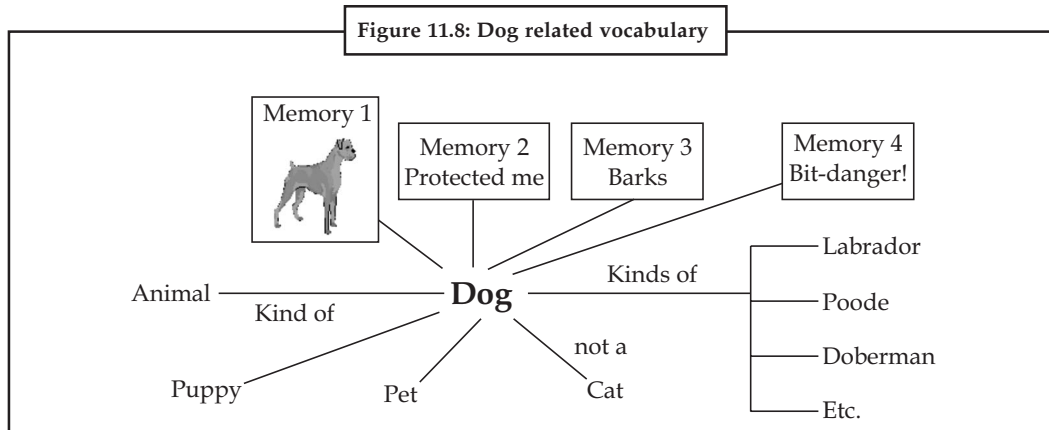 Figure 11.8: Dog related vocabulary
Memory 1
Memory 2
Protected me
Memory 3
Barks
Memory 4
Bit-danger!
Animal
Kind of
Dog
Kinds of
Labrador
Poode
Doberman
Etc.
Puppy
Pet
not a
Cat